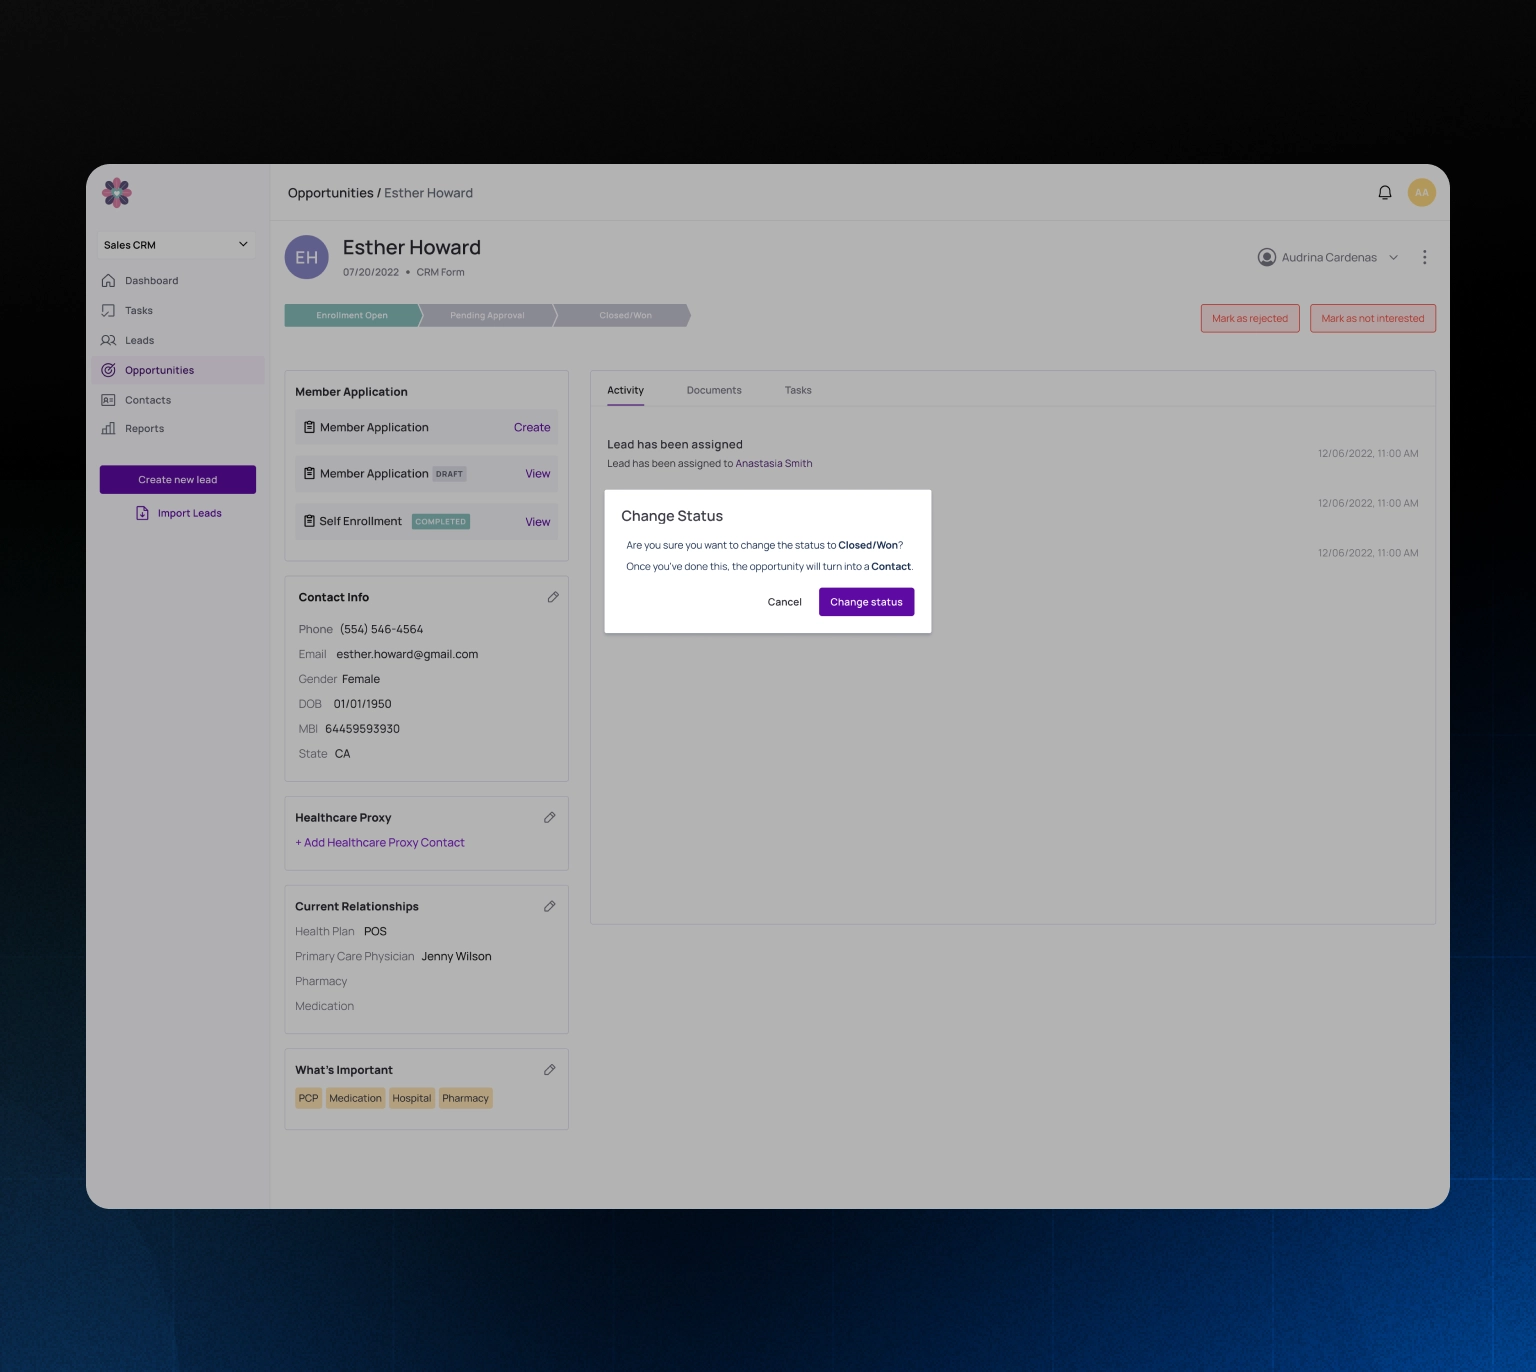 Opportunities / Esther Howard
AA
Sales CRM
Dashboard
Tasks
Leads
Opportunities
Contacts
Reports
Create new lead
Import Leads
EH
Esther Howard
07/20/2022 • CRM Form
Audrina Cardenas
Enrollment Open
Pending Approval
Closed/Won
Mark as rejected
Mark as not interested
Member Application
Member Application
Create
Member Application DRAFT
View
Self Enrollment COMPLETED
View
Contact Info
Phone (554) 546-4564
Email esther.howard@gmail.com
Gender Female
DOB 01/01/1950
MBI 64459593930
State CA
Healthcare Proxy
+ Add Healthcare Proxy Contact
Current Relationships
Health Plan POS
Primary Care Physician Jenny Wilson
Pharmacy
Medication
What's Important
PCP Medication Hospital Pharmacy
Activity
Documents
Tasks
Lead has been assigned
Lead has been assigned to Anastasia Smith
12/06/2022, 11:00 AM
12/06/2022, 11:00 AM
12/06/2022, 11:00 AM
Change Status
Are you sure you want to change the status to Closed/Won?
Once you've done this, the opportunity will turn into a Contact.
Cancel
Change status